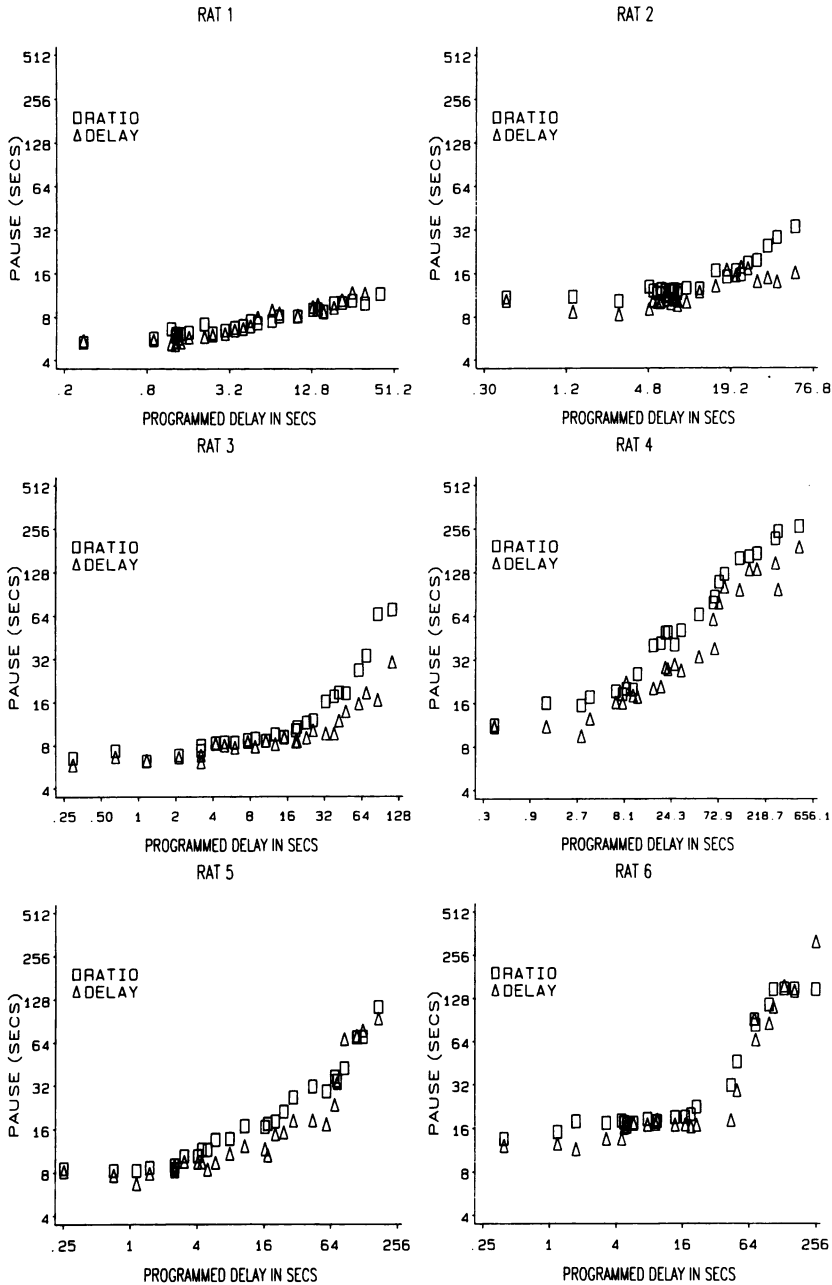 RAT 1
512
256
128
64
32
16
8
4
PAUSE (SECS)
RATIO
DELAY
.2 .8 3.2 12.8 51.2
PROGRAMMED DELAY IN SECS
RAT 2
512
256
128
64
32
16
8
4
PAUSE (SECS)
RATIO
DELAY
.30 1.2 4.8 19.2 76.8
PROGRAMMED DELAY IN SECS
RAT 3
512
256
128
64
32
16
8
4
PAUSE (SECS)
RATIO
DELAY
.25 .50 1 2 4 8 16 32 64 128
PROGRAMMED DELAY IN SECS
RAT 4
512
256
128
64
32
16
8
4
PAUSE (SECS)
RATIO
DELAY
.3 .9 2.7 8.1 24.3 72.9 218.7 656.1
PROGRAMMED DELAY IN SECS
RAT 5
512
256
128
64
32
16
8
4
PAUSE (SECS)
RATIO
DELAY
.25 1 4 16 64 256
PROGRAMMED DELAY IN SECS
RAT 6
512
256
128
64
32
16
8
4
PAUSE (SECS)
RATIO
DELAY
.25 1 4 16 64 256
PROGRAMMED DELAY IN SECS